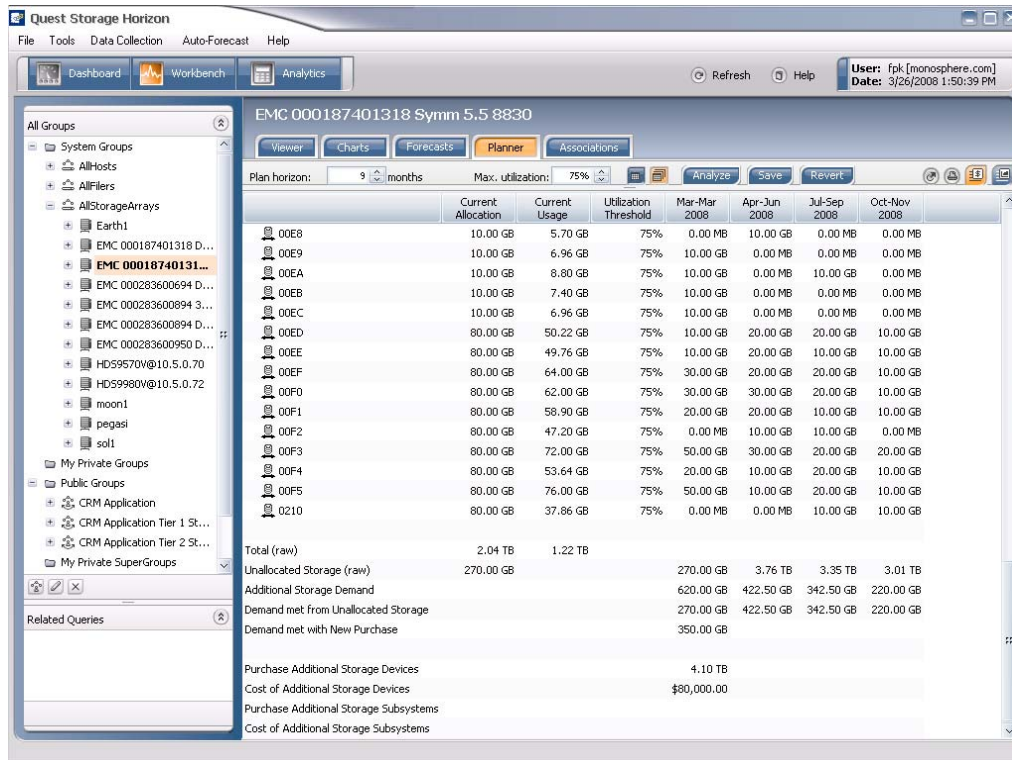 Quest Storage Horizon
File Tools Data Collection Auto-Forecast Help
Dashboard Workbench Analytics
Refresh Help
User: fpk [monosphere.com]
Date: 3/26/2008 1:50:39 PM
All Groups
System Groups
AllHosts
AllFilers
AllStorageArrays
Earth1
EMC 000187401318 D...
EMC 00018740131...
EMC 000283600694 D...
EMC 000283600894 3...
EMC 000283600894 D...
EMC 000283600950 D...
HDS9570V@10.5.0.70
HDS9980V@10.5.0.72
moon1
pegasi
sol1
My Private Groups
Public Groups
CRM Application
CRM Application Tier 1 St...
CRM Application Tier 2 St...
My Private SuperGroups
Related Queries
EMC 000187401318 Symm 5.5 8830
Viewer Charts Forecasts Planner Associations
Plan horizon: 9 months Max. utilization: 75% Analyze Save Revert
Current Allocation Current Usage Utilization Threshold Mar-Mar 2008 Apr-Jun 2008 Jul-Sep 2008 Oct-Nov 2008
00E8 10.00 GB 5.70 GB 75% 0.00 MB 10.00 GB 0.00 MB 0.00 MB
00E9 10.00 GB 6.96 GB 75% 10.00 GB 0.00 MB 0.00 MB 0.00 MB
00EA 10.00 GB 8.80 GB 75% 10.00 GB 0.00 MB 10.00 GB 0.00 MB
00EB 10.00 GB 7.40 GB 75% 10.00 GB 0.00 MB 0.00 MB 0.00 MB
00EC 10.00 GB 6.96 GB 75% 10.00 GB 0.00 MB 0.00 MB 0.00 MB
00ED 80.00 GB 50.22 GB 75% 10.00 GB 20.00 GB 20.00 GB 10.00 GB
00EE 80.00 GB 49.76 GB 75% 10.00 GB 20.00 GB 10.00 GB 10.00 GB
00EF 80.00 GB 64.00 GB 75% 30.00 GB 20.00 GB 20.00 GB 10.00 GB
00F0 80.00 GB 62.00 GB 75% 30.00 GB 30.00 GB 20.00 GB 10.00 GB
00F1 80.00 GB 58.90 GB 75% 20.00 GB 20.00 GB 10.00 GB 10.00 GB
00F2 80.00 GB 47.20 GB 75% 0.00 MB 10.00 GB 10.00 GB 0.00 MB
00F3 80.00 GB 72.00 GB 75% 50.00 GB 30.00 GB 20.00 GB 20.00 GB
00F4 80.00 GB 53.64 GB 75% 20.00 GB 10.00 GB 20.00 GB 10.00 GB
00F5 80.00 GB 76.00 GB 75% 50.00 GB 10.00 GB 20.00 GB 10.00 GB
0210 80.00 GB 37.86 GB 75% 0.00 MB 0.00 MB 10.00 GB 10.00 GB
Total (raw) 2.04 TB 1.22 TB
Unallocated Storage (raw) 270.00 GB 270.00 GB 3.76 TB 3.35 TB 3.01 TB
Additional Storage Demand 620.00 GB 422.50 GB 342.50 GB 220.00 GB
Demand met from Unallocated Storage 270.00 GB 422.50 GB 342.50 GB 220.00 GB
Demand met with New Purchase 350.00 GB
Purchase Additional Storage Devices 4.10 TB
Cost of Additional Storage Devices $80,000.00
Purchase Additional Storage Subsystems
Cost of Additional Storage Subsystems